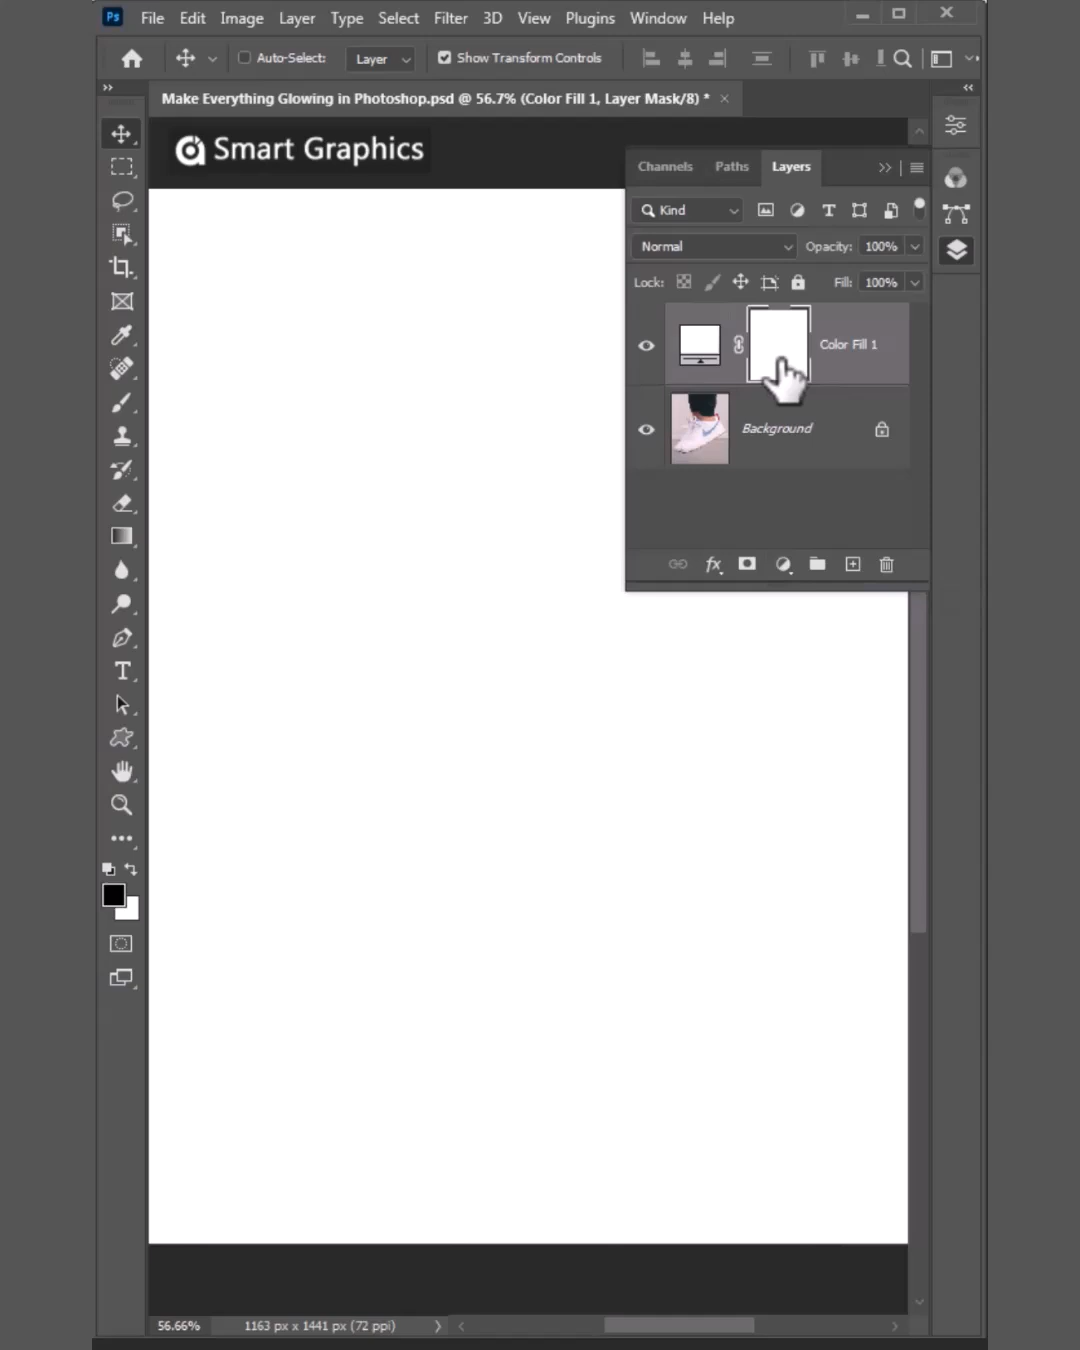 Ps File Edit Image Layer Type Select Filter 3D View Plugins Window Help
Auto-Select: Layer Show Transform Controls
Make Everything Glowing in Photoshop.psd @ 56.7% (Color Fill 1, Layer Mask/8) *
Smart Graphics
Channels Paths Layers
Kind
Normal Opacity: 100%
Lock: Fill: 100%
Color Fill 1
Background
fx
56.66% 1163 px x 1441 px (72 ppi)